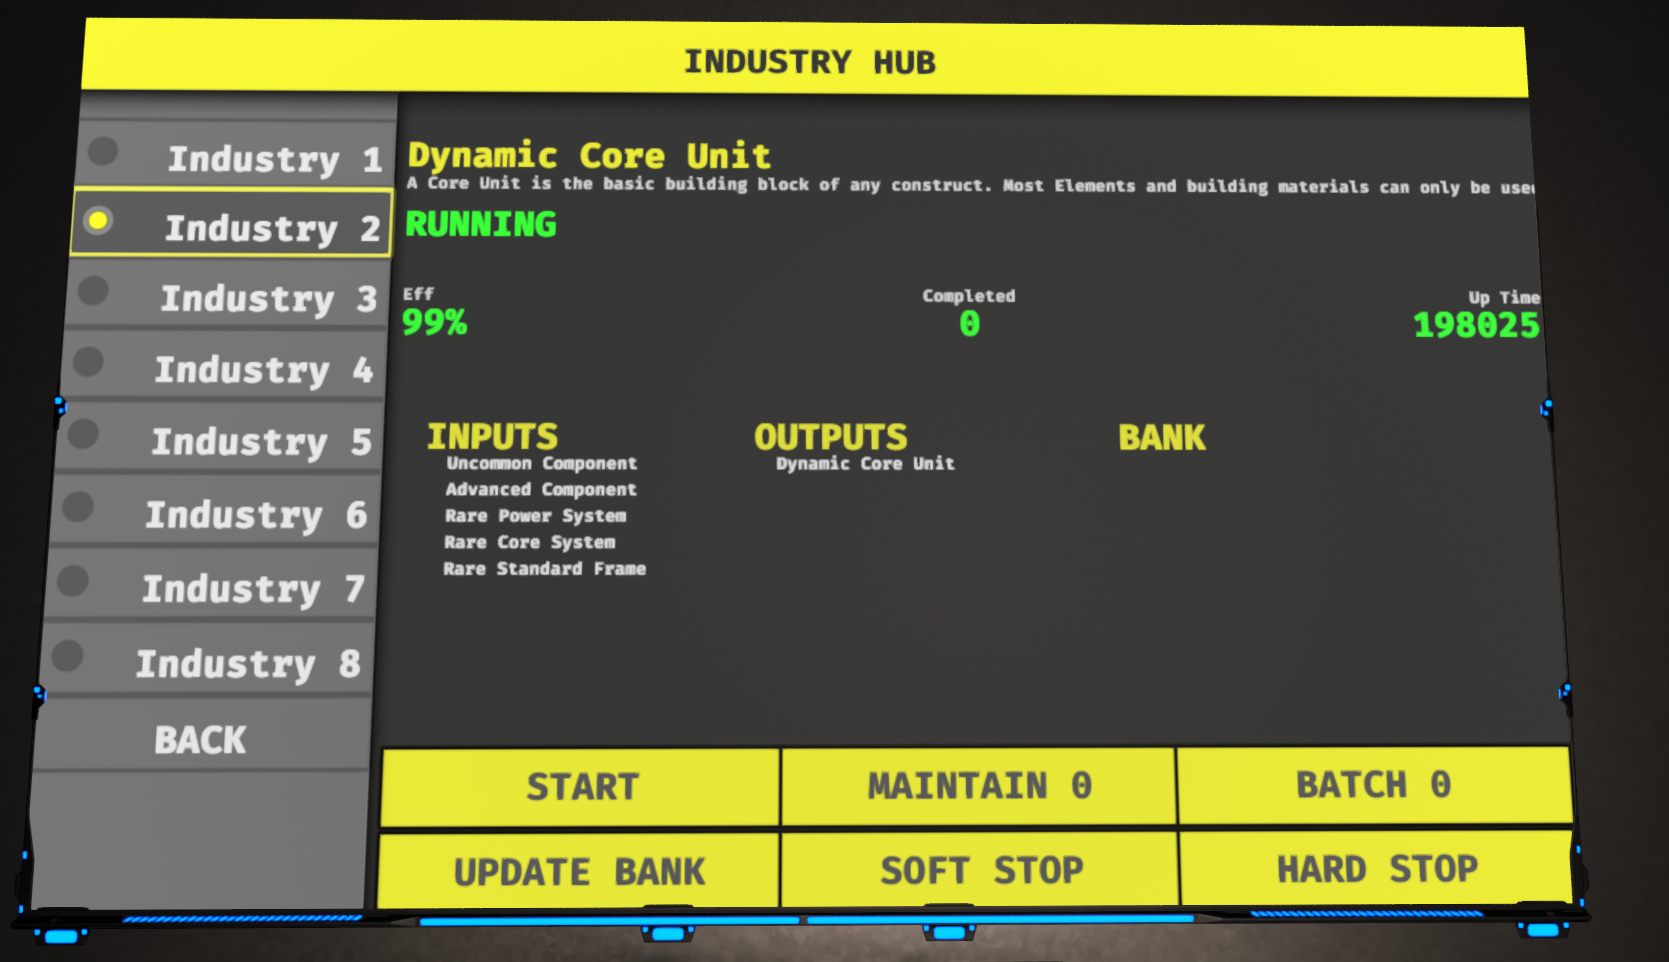 INDUSTRY HUB
Industry 1
Industry 2
Industry 3
Industry 4
Industry 5
Industry 6
Industry 7
Industry 8
BACK
Dynamic Core Unit
A Core Unit is the basic building block of any construct. Most Elements and building materials can only be used
RUNNING
Eff
99%
Completed
0
Up Time
198025
INPUTS
Uncommon Component
Advanced Component
Rare Power System
Rare Core System
Rare Standard Frame
OUTPUTS
Dynamic Core Unit
BANK
START
MAINTAIN 0
BATCH 0
UPDATE BANK
SOFT STOP
HARD STOP